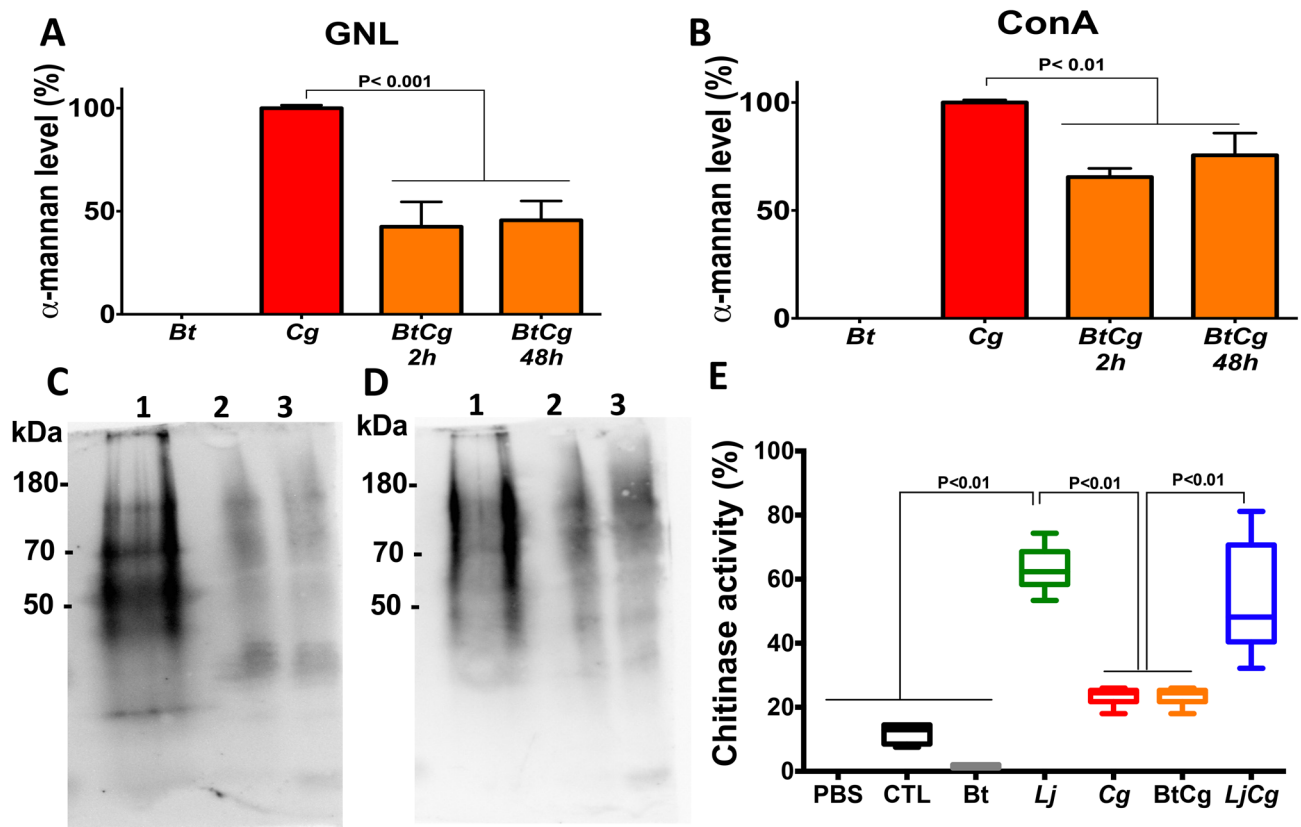 A
GNL
α-mannan level (%)
100
50
0
P< 0.001
Bt
Cg
BtCg
2h
BtCg
48h
B
ConA
α-mannan level (%)
100
50
0
P< 0.01
Bt
Cg
BtCg
2h
BtCg
48h
C
1 2 3
kDa
180-
70 -
50 -
D
1 2 3
kDa
180-
70 -
50 -
E
Chitinase activity (%)
100
80
60
40
20
0
P<0.01
P<0.01
P<0.01
PBS CTL Bt Lj Cg BtCg LjCg